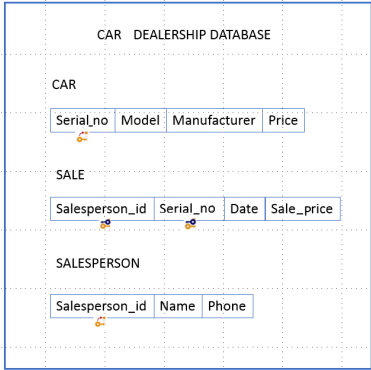 CAR DEALERSHIP DATABASE
CAR
Serial_no Model Manufacturer Price
SALE
Salesperson_id Serial_no Date Sale_price
SALESPERSON
Salesperson_id Name Phone